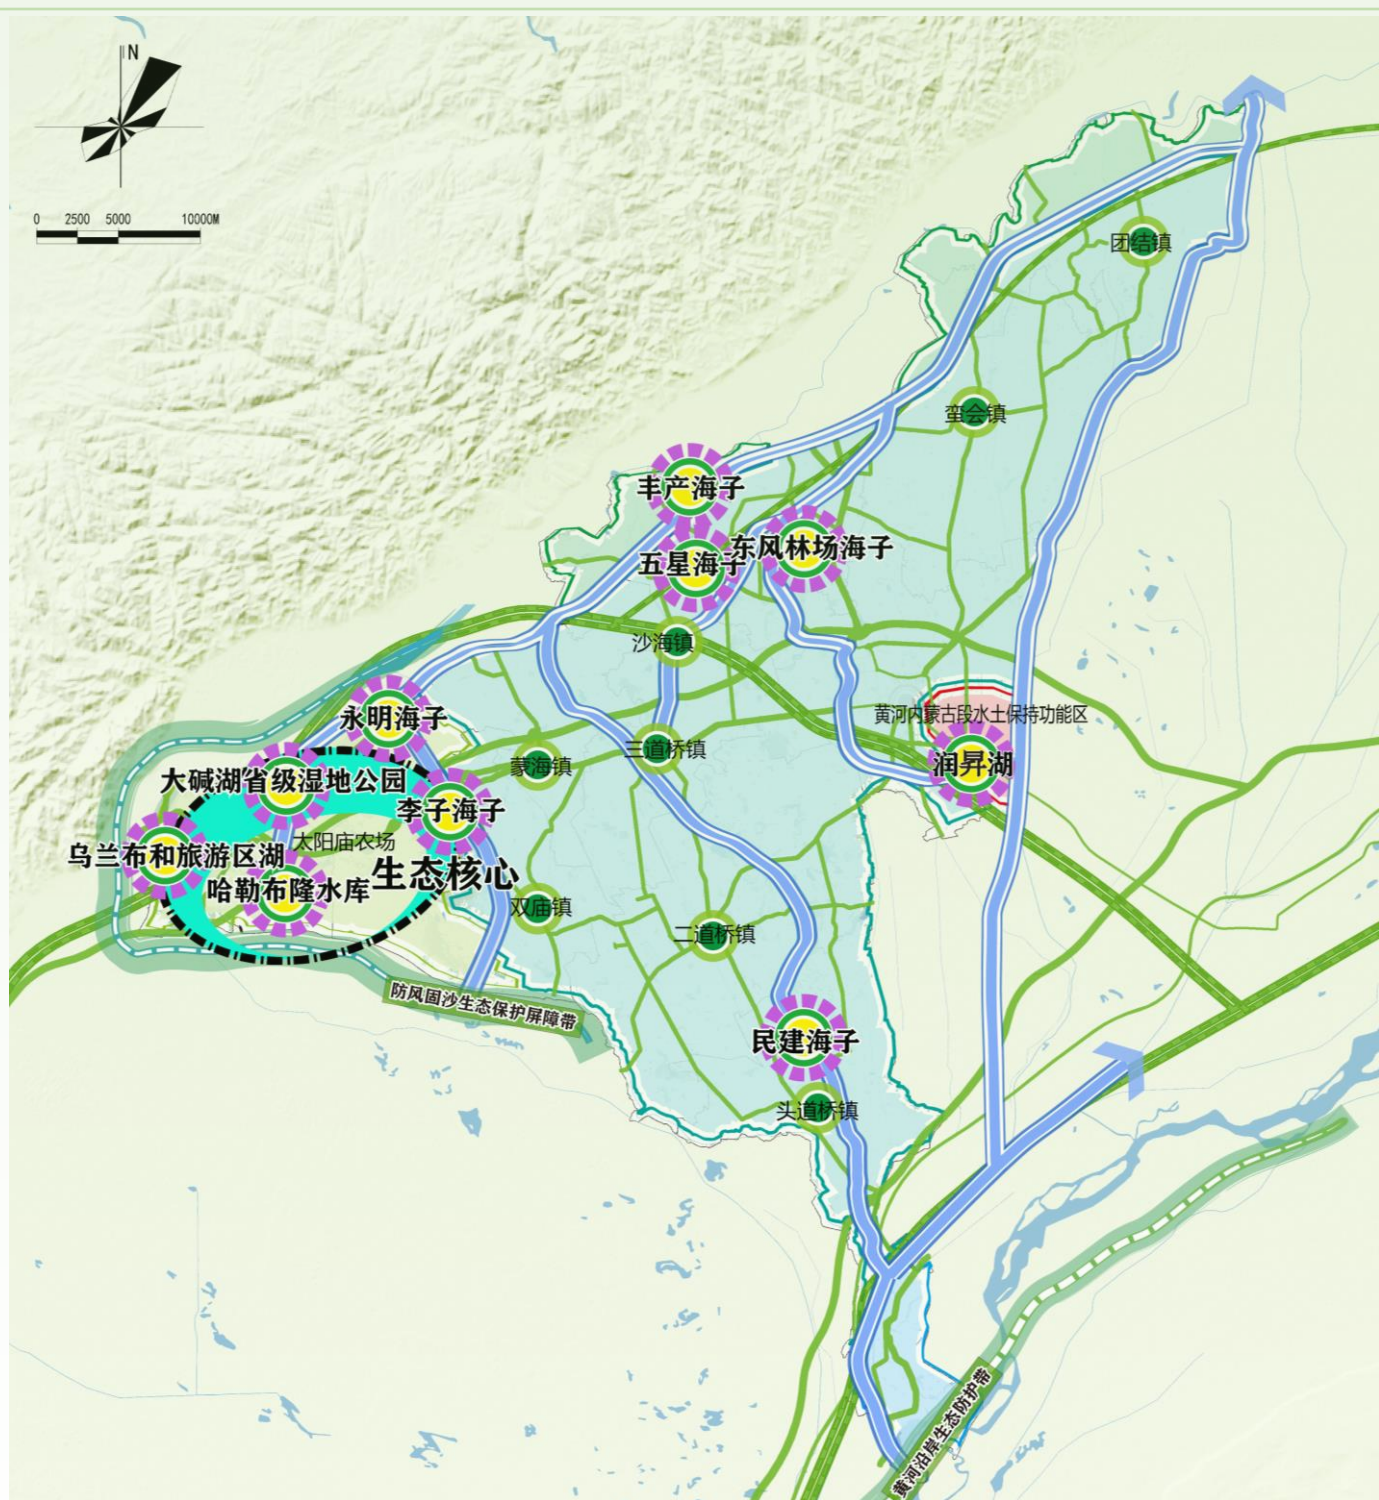 N
0 2500 5000 10000M
团结镇
蛮会镇
丰产海子
东风林场海子
五星海子
沙海镇
永明海子
黄河内蒙古段水土保持功能区
三道桥镇
蒙海镇
润昇湖
大碱湖省级湿地公园
李子海子
太阳庙农场
乌兰布和旅游区湖
生态核心
哈勒布隆水库
双庙镇
二道桥镇
防风固沙生态保护屏障带
民建海子
头道桥镇
黄河沿岸生态防护带